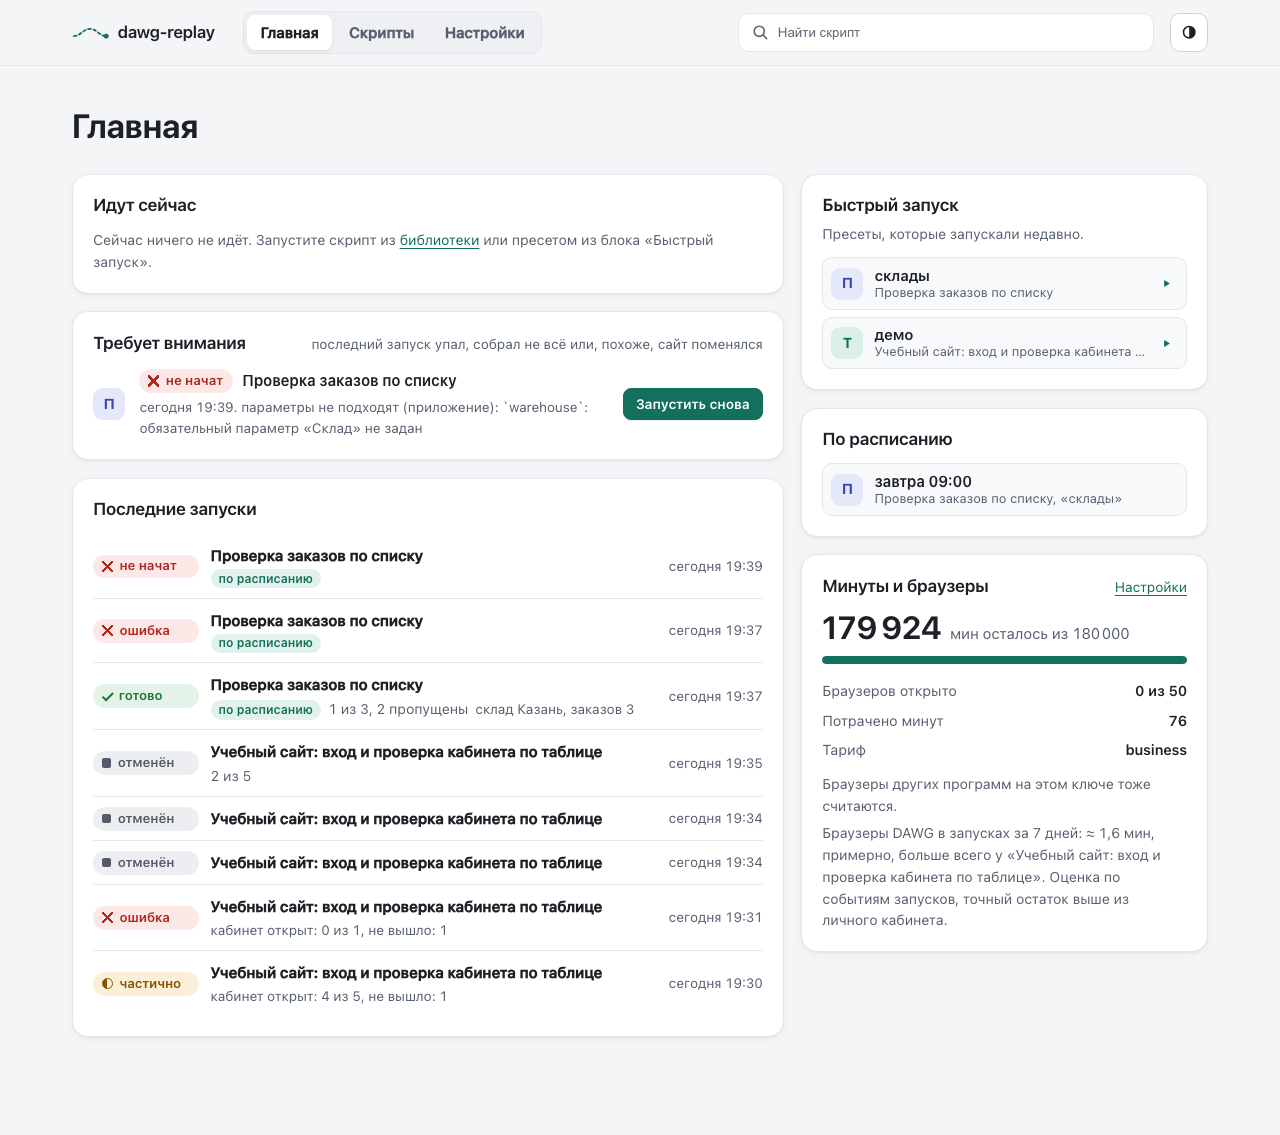 dawg-replay
Главная
Скрипты
Настройки
Найти скрипт
Главная
Идут сейчас
Сейчас ничего не идёт. Запустите скрипт из библиотеки или пресетом из блока «Быстрый
запуск».
Требует внимания
последний запуск упал, собрал не всё или, похоже, сайт поменялся
П
не начат Проверка заказов по списку
сегодня 19:39. параметры не подходят (приложение): `warehouse`:
обязательный параметр «Склад» не задан
Запустить снова
Последние запуски
не начат
Проверка заказов по списку
по расписанию
сегодня 19:39
ошибка
Проверка заказов по списку
по расписанию
сегодня 19:37
готово
Проверка заказов по списку
по расписанию 1 из 3, 2 пропущены склад Казань, заказов 3
сегодня 19:37
отменён
Учебный сайт: вход и проверка кабинета по таблице
2 из 5
сегодня 19:35
отменён
Учебный сайт: вход и проверка кабинета по таблице
сегодня 19:34
отменён
Учебный сайт: вход и проверка кабинета по таблице
сегодня 19:34
ошибка
Учебный сайт: вход и проверка кабинета по таблице
кабинет открыт: 0 из 1, не вышло: 1
сегодня 19:31
частично
Учебный сайт: вход и проверка кабинета по таблице
кабинет открыт: 4 из 5, не вышло: 1
сегодня 19:30
Быстрый запуск
Пресеты, которые запускали недавно.
П
склады
Проверка заказов по списку
Т
демо
Учебный сайт: вход и проверка кабинета ...
По расписанию
П
завтра 09:00
Проверка заказов по списку, «склады»
Минуты и браузеры
Настройки
179 924 мин осталось из 180 000
Браузеров открыто 0 из 50
Потрачено минут 76
Тариф business
Браузеры других программ на этом ключе тоже
считаются.
Браузеры DAWG в запусках за 7 дней: ≈ 1,6 мин,
примерно, больше всего у «Учебный сайт: вход и
проверка кабинета по таблице». Оценка по
событиям запусков, точный остаток выше из
личного кабинета.